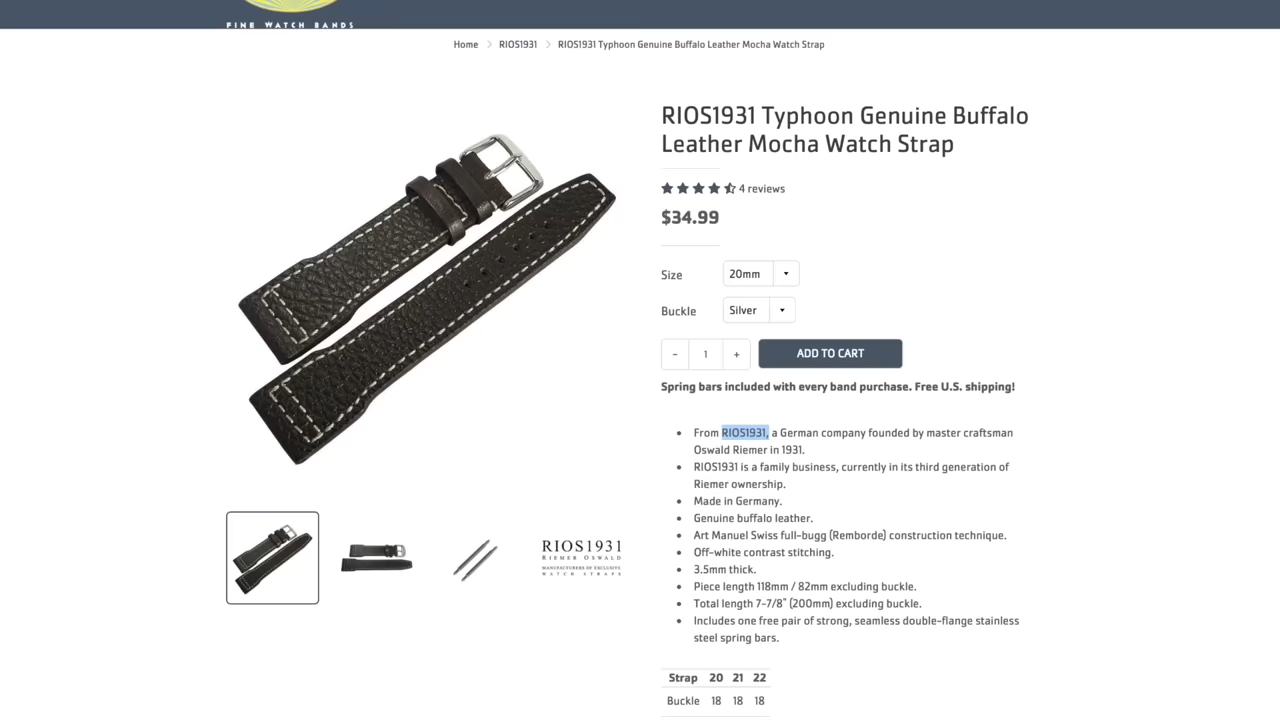 FINE WATCH BANDS
Home > RIOS1931 > RIOS1931 Typhoon Genuine Buffalo Leather Mocha Watch Strap
RIOS1931 Typhoon Genuine Buffalo
Leather Mocha Watch Strap
4 reviews
$34.99
Size 20mm
Buckle Silver
- 1 + ADD TO CART
Spring bars included with every band purchase. Free U.S. shipping!
From RIOS1931, a German company founded by master craftsman
Oswald Riemer in 1931.
RIOS1931 is a family business, currently in its third generation of
Riemer ownership.
Made in Germany.
Genuine buffalo leather.
Art Manuel Swiss full-bugg (Remborde) construction technique.
Off-white contrast stitching.
3.5mm thick.
Piece length 118mm / 82mm excluding buckle.
Total length 7-7/8" (200mm) excluding buckle.
Includes one free pair of strong, seamless double-flange stainless
steel spring bars.
RIOS1931
RIEMER OSWALD
MANUFACTURERS OF EXCLUSIVE
WATCH STRAPS
Strap 20 21 22
Buckle 18 18 18